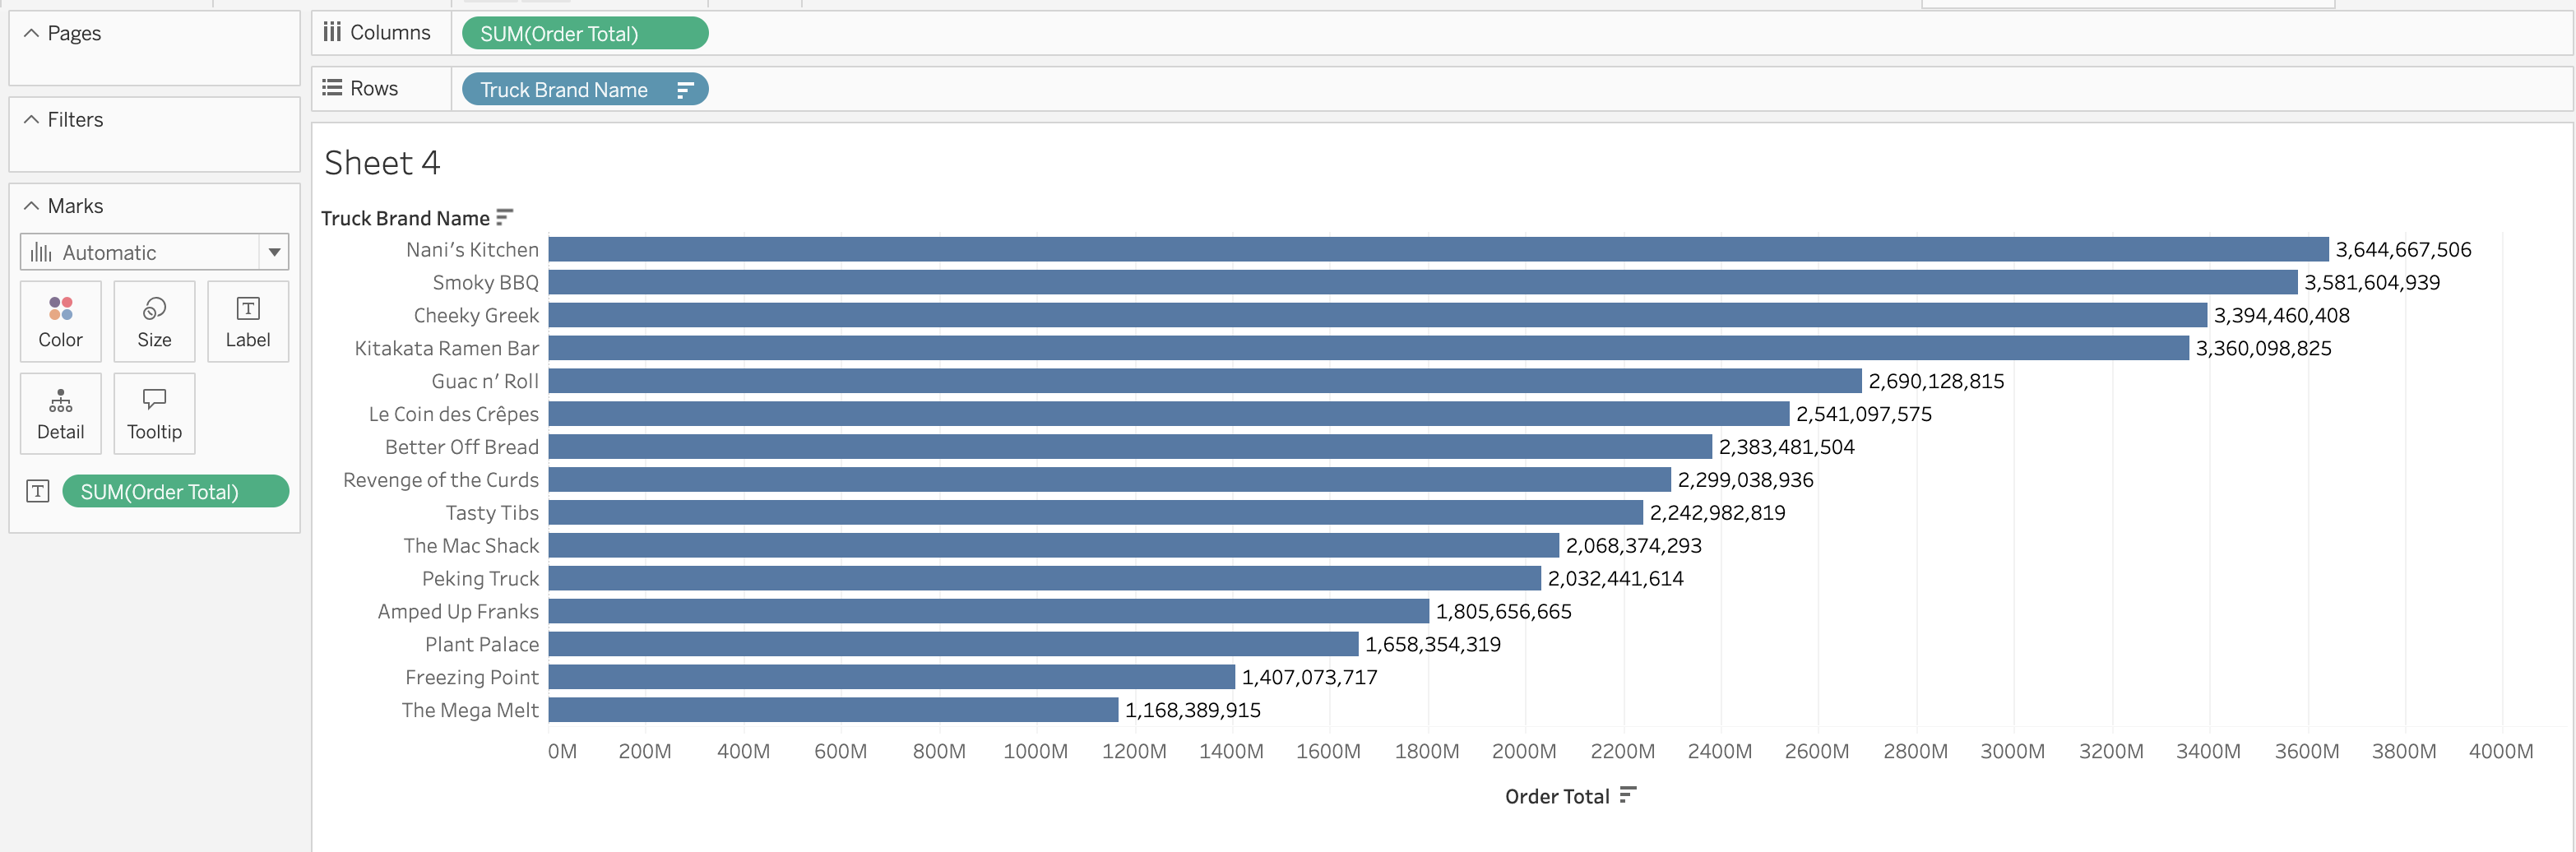 Pages
Filters
Marks
Automatic
Color Size Label
Detail Tooltip
T SUM(Order Total)
Columns SUM(Order Total)
Rows Truck Brand Name
Sheet 4
Truck Brand Name
Nani's Kitchen 3,644,667,506
Smoky BBQ 3,581,604,939
Cheeky Greek 3,394,460,408
Kitakata Ramen Bar 3,360,098,825
Guac n' Roll 2,690,128,815
Le Coin des Crêpes 2,541,097,575
Better Off Bread 2,383,481,504
Revenge of the Curds 2,299,038,936
Tasty Tibs 2,242,982,819
The Mac Shack 2,068,374,293
Peking Truck 2,032,441,614
Amped Up Franks 1,805,656,665
Plant Palace 1,658,354,319
Freezing Point 1,407,073,717
The Mega Melt 1,168,389,915
0M 200M 400M 600M 800M 1000M 1200M 1400M 1600M 1800M 2000M 2200M 2400M 2600M 2800M 3000M 3200M 3400M 3600M 3800M 4000M
Order Total